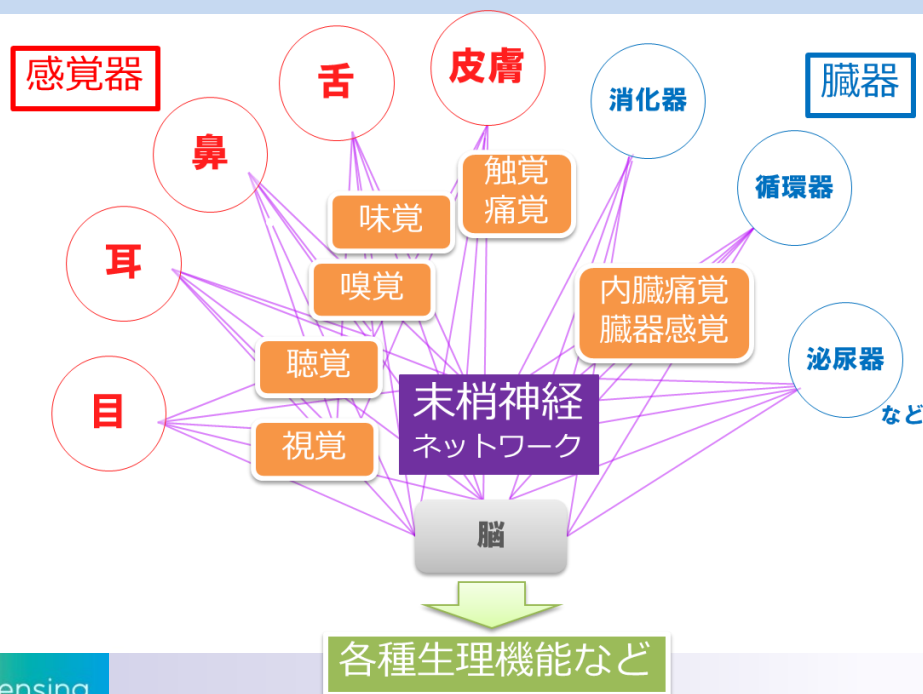 感覚器
舌
皮膚
消化器
臓器
鼻
循環器
触覚
痛覚
味覚
耳
嗅覚
内臓痛覚
臓器感覚
聴覚
泌尿器
など
目
末梢神経
ネットワーク
視覚
脳
各種生理機能など
ensing